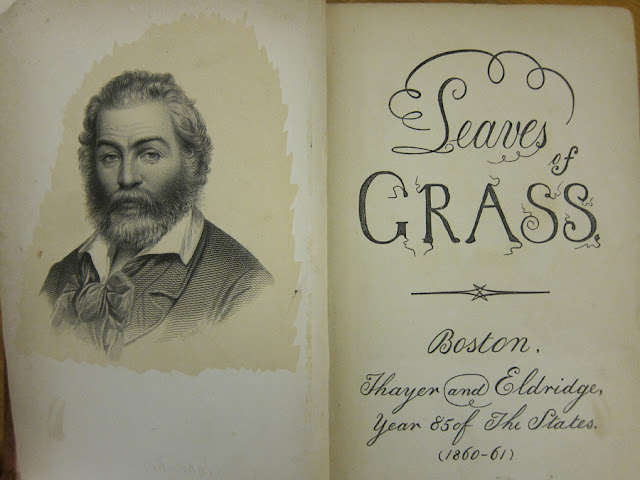 Leaves
of
GRASS.
Boston,
Thayer and Eldridge,
Year 85 of The States.
(1860-61)